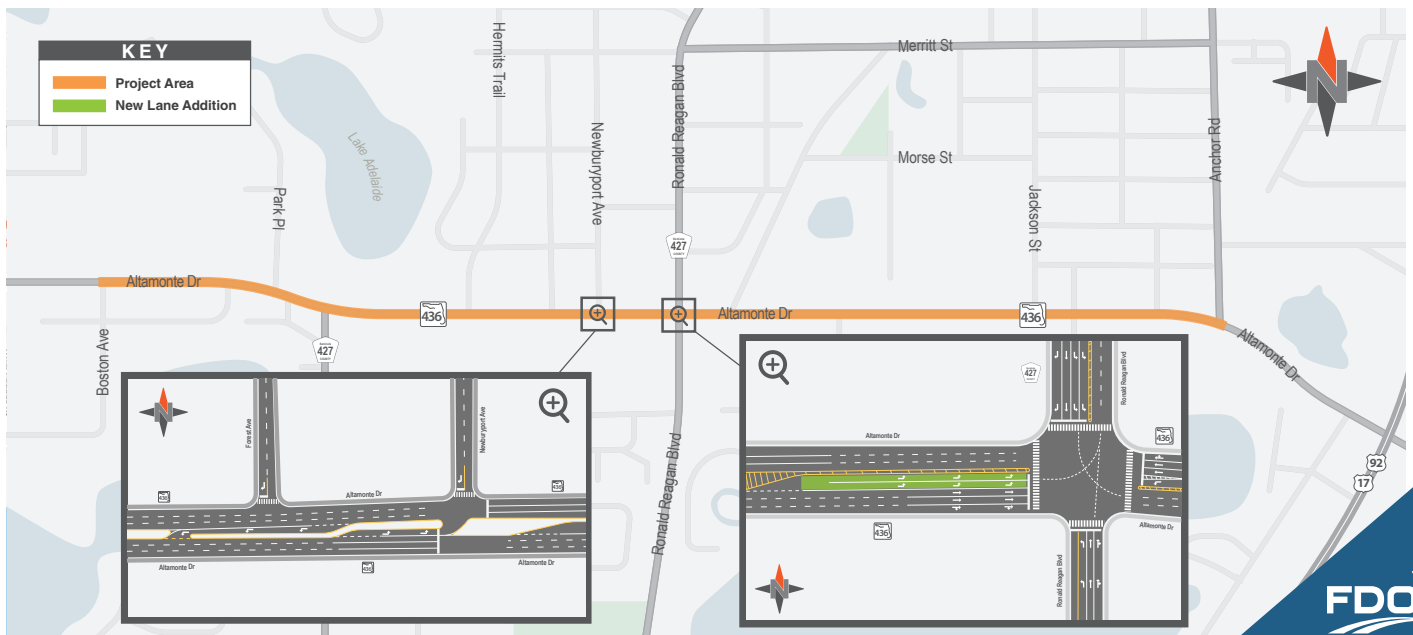 KEY
Project Area
New Lane Addition
Hermits Trail
Newburyport Ave
Ronald Reagan Blvd
Merritt St
Morse St
Jackson St
Anchor Rd
N
Lake Adelaide
Park Pl
Boston Ave
Altamonte Dr
436
427
COUNTY
Altamonte Dr
436
427
COUNTY
Altamonte Dr
Ronald Reagan Blvd
92
17
N
Forest Ave
Newburyport Ave
436
Altamonte Dr
436
Altamonte Dr
436
Altamonte Dr
427
Ronald Reagan Blvd
Altamonte Dr
436
436
Altamonte Dr
Ronald Reagan Blvd
N
FDO